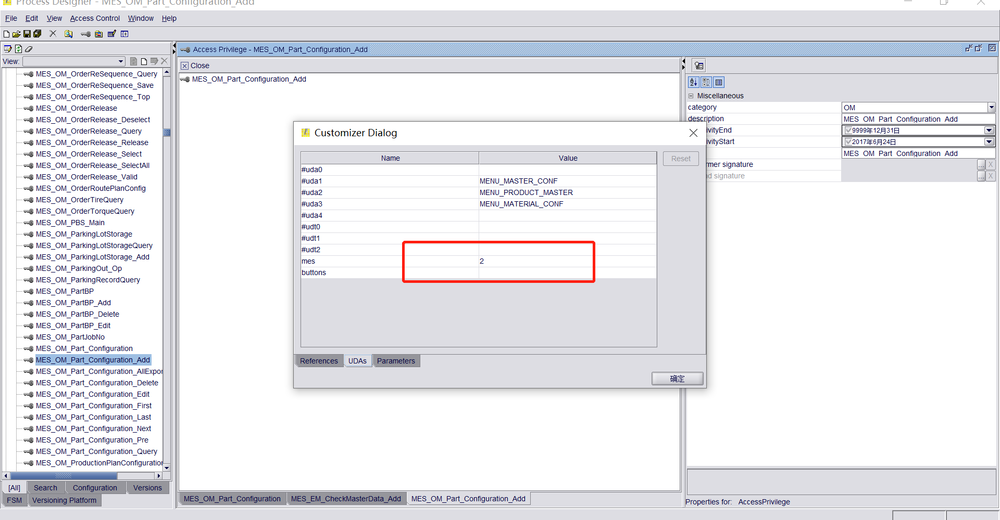 Process Designer - MES_OM_Part_Configuration_Add
File Edit View Access Control Window Help
View:
MES_OM_OrderReSequence_Query
MES_OM_OrderReSequence_Save
MES_OM_OrderReSequence_Top
MES_OM_OrderRelease
MES_OM_OrderRelease_Deselect
MES_OM_OrderRelease_Query
MES_OM_OrderRelease_Release
MES_OM_OrderRelease_Select
MES_OM_OrderRelease_SelectAll
MES_OM_OrderRelease_Valid
MES_OM_OrderRoutePlanConfig
MES_OM_OrderTireQuery
MES_OM_OrderTorqueQuery
MES_OM_PBS_Main
MES_OM_ParkingLotStorage
MES_OM_ParkingLotStorageQuery
MES_OM_ParkingLotStorage_Add
MES_OM_ParkingOut_Op
MES_OM_ParkingRecordQuery
MES_OM_PartBP
MES_OM_PartBP_Add
MES_OM_PartBP_Delete
MES_OM_PartBP_Edit
MES_OM_PartJobNo
MES_OM_Part_Configuration
MES_OM_Part_Configuration_Add
MES_OM_Part_Configuration_AllExpor
MES_OM_Part_Configuration_Delete
MES_OM_Part_Configuration_Edit
MES_OM_Part_Configuration_First
MES_OM_Part_Configuration_Last
MES_OM_Part_Configuration_Next
MES_OM_Part_Configuration_Pre
MES_OM_Part_Configuration_Query
MES_OM_ProductionPlanConfiguration
[All] Search Configuration Versions
FSM Versioning Platform
Access Privilege - MES_OM_Part_Configuration_Add
Close
MES_OM_Part_Configuration_Add
Customizer Dialog
Name Value
Reset
#uda0
#uda1 MENU_MASTER_CONF
#uda2 MENU_PRODUCT_MASTER
#uda3 MENU_MATERIAL_CONF
#uda4
#udt0
#udt1
#udt2
mes 2
buttons
References UDAs Parameters
确定
MES_OM_Part_Configuration MES_EM_CheckMasterData_Add MES_OM_Part_Configuration_Add
Miscellaneous
category OM
description MES_OM_Part_Configuration_Add
ivityEnd 9999年12月31日
ivityStart 2017年6月24日
MES_OM_Part_Configuration_Add
rmer signature ... X
d signature ... X
Properties for: AccessPrivilege